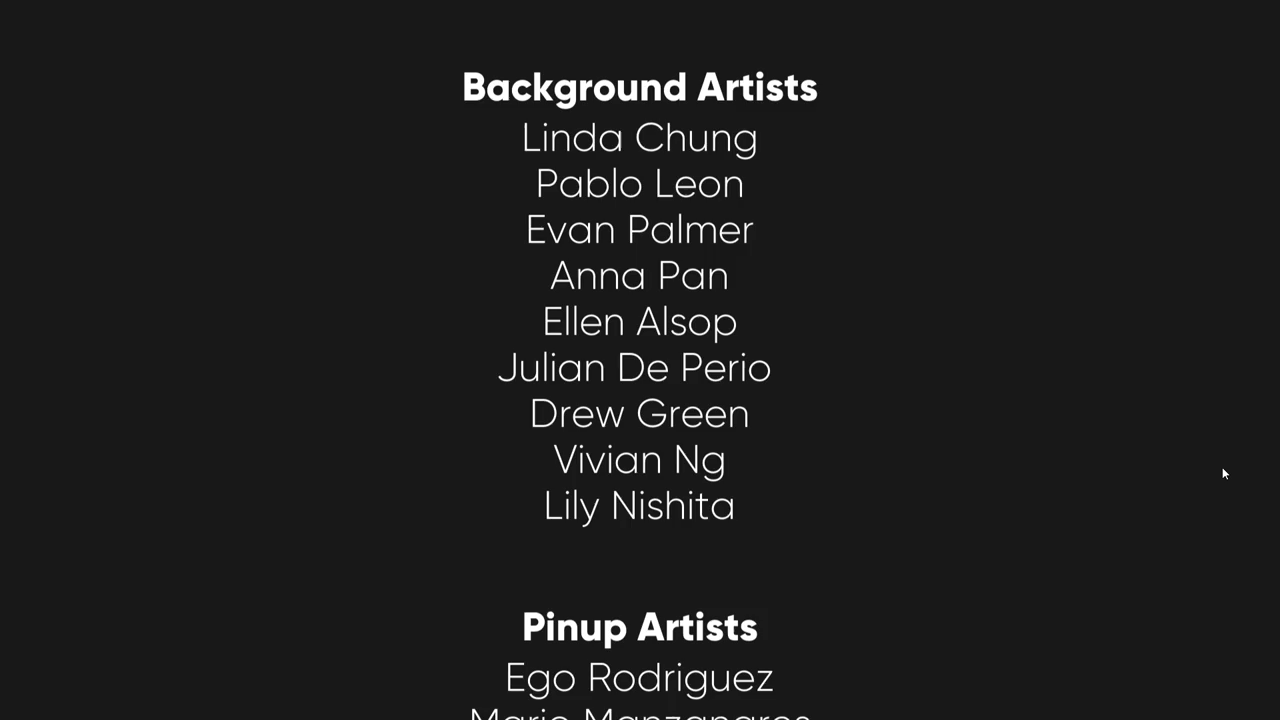 Background Artists
Linda Chung
Pablo Leon
Evan Palmer
Anna Pan
Ellen Alsop
Julian De Perio
Drew Green
Vivian Ng
Lily Nishita
Pinup Artists
Ego Rodriguez